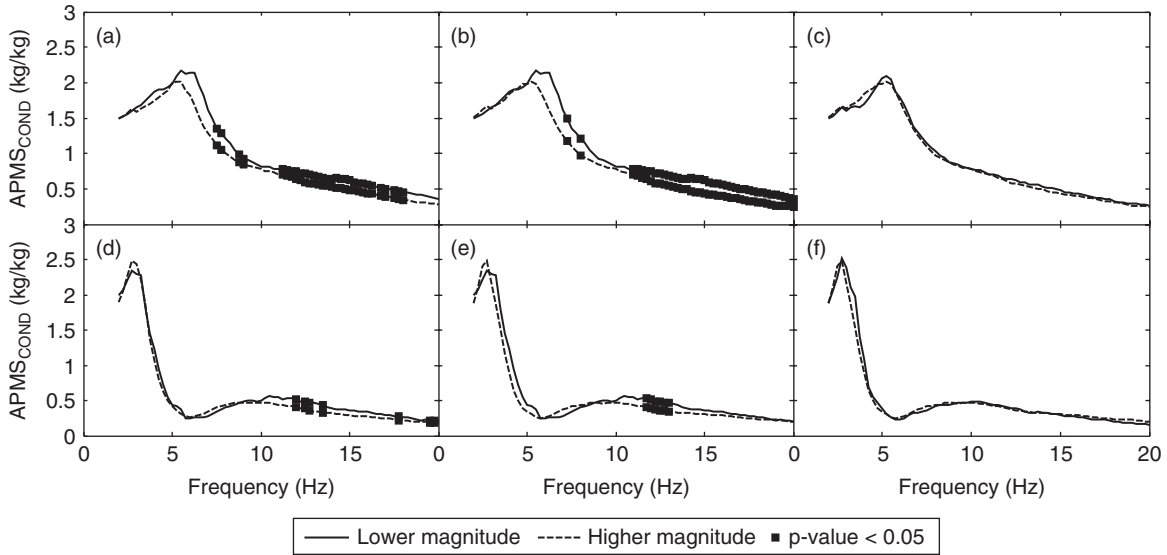 3
(a) (b) (c)
2.5
2
1.5
1
0.5
APMS_COND (kg/kg)
3
(d) (e) (f)
2.5
2
1.5
1
0.5
0
APMS_COND (kg/kg)
0 5 10 15 0 5 10 15 0 5 10 15 20
Frequency (Hz) Frequency (Hz) Frequency (Hz)
Lower magnitude Higher magnitude p-value < 0.05